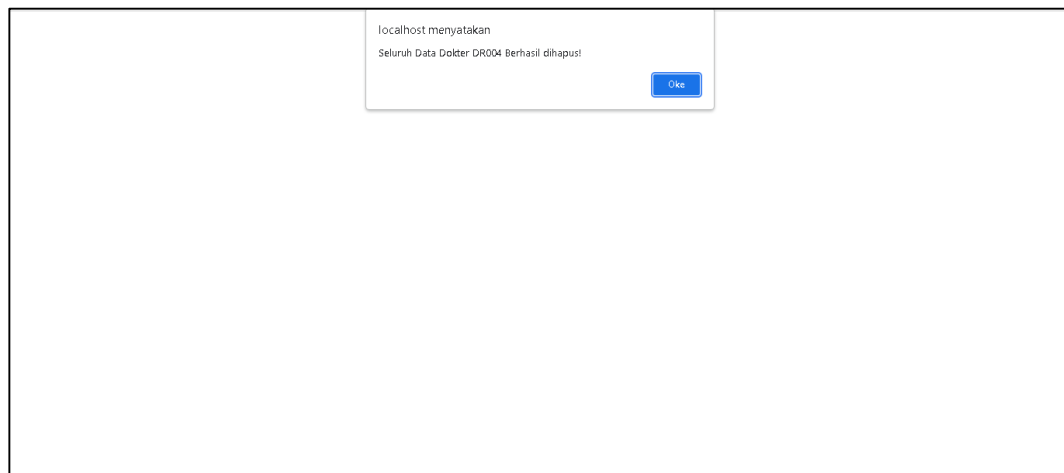 localhost menyatakan
Seluruh Data Dokter DR004 Berhasil dihapus!
Oke